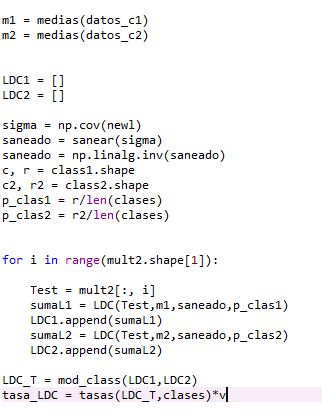 m1 = medias(datos_c1)
m2 = medias(datos_c2)
LDC1 = []
LDC2 = []
sigma = np.cov(newl)
saneado = sanear(sigma)
saneado = np.linalg.inv(saneado)
c, r = class1.shape
c2, r2 = class2.shape
p_clas1 = r/len(clases)
p_clas2 = r2/len(clases)
for i in range(mult2.shape[1]):
Test = mult2[:, i]
sumaL1 = LDC(Test,m1,saneado,p_clas1)
LDC1.append(sumaL1)
sumaL2 = LDC(Test,m2,saneado,p_clas2)
LDC2.append(sumaL2)
LDC_T = mod_class(LDC1,LDC2)
tasa_LDC = tasas(LDC_T,clases)*v